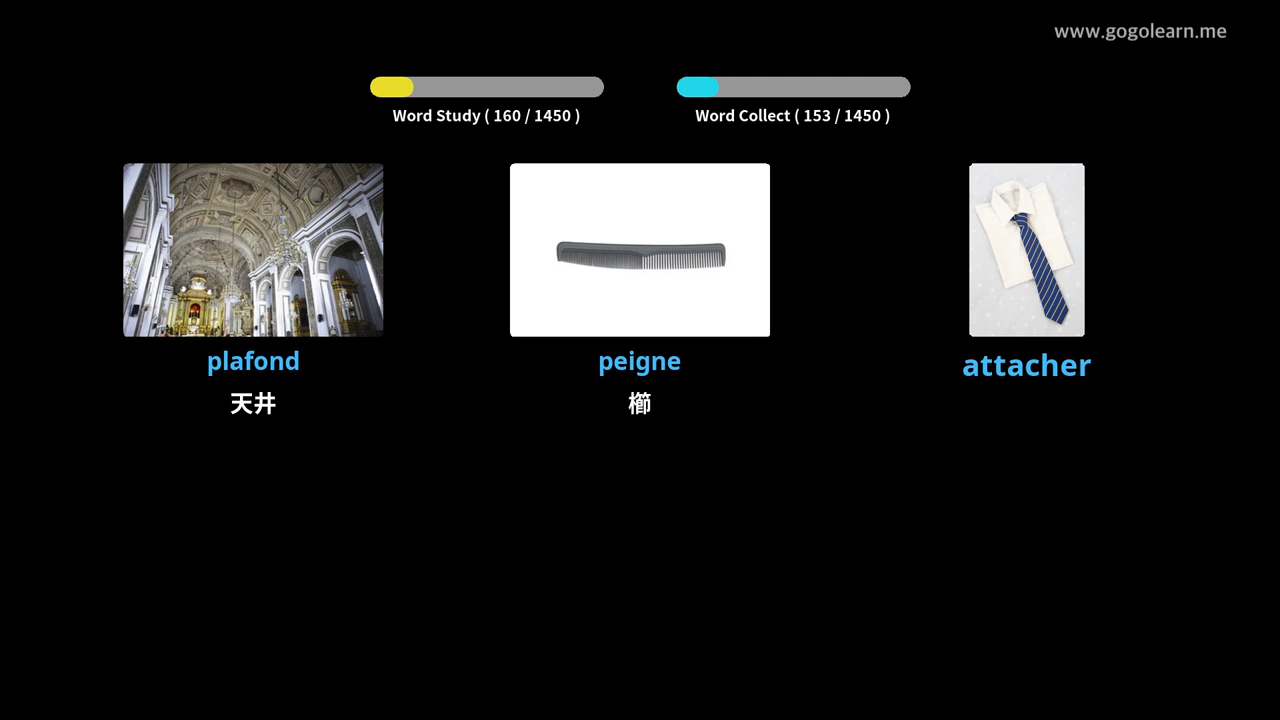 www.gogolearn.me
Word Study ( 160 / 1450 )
Word Collect ( 153 / 1450 )
plafond
peigne
attacher
天井
櫛